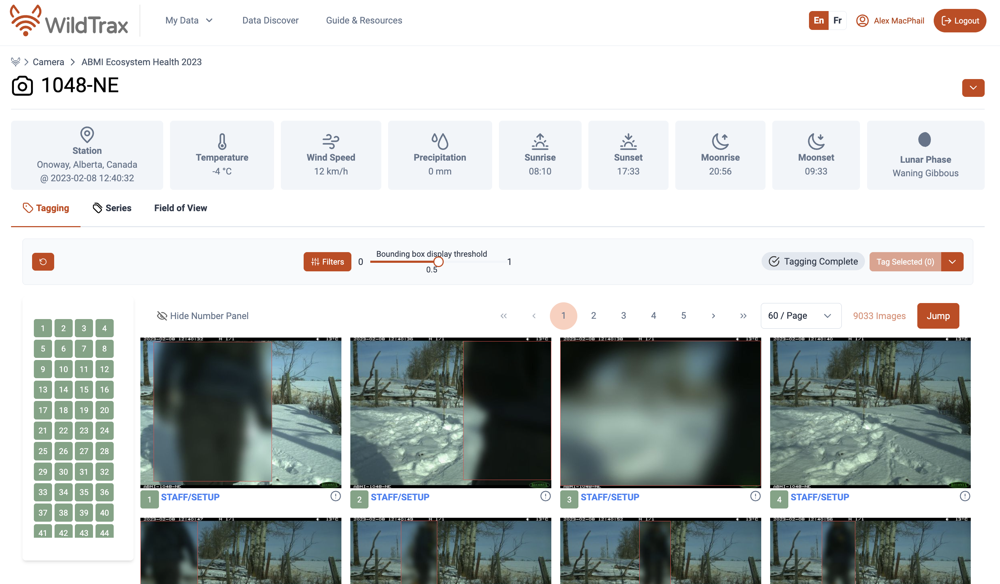 WildTrax
My Data
Data Discover
Guide & Resources
En
Fr
Alex MacPhail
Logout
Camera
ABMI Ecosystem Health 2023
1048-NE
Station
Onoway, Alberta, Canada
@ 2023-02-08 12:40:32
Temperature
-4 °C
Wind Speed
12 km/h
Precipitation
0 mm
Sunrise
08:10
Sunset
17:33
Moonrise
20:56
Moonset
09:33
Lunar Phase
Waning Gibbous
Tagging
Series
Field of View
Filters
0
Bounding box display threshold
0.5
1
Tagging Complete
Tag Selected (0)
Hide Number Panel
« ‹ 1 2 3 4 5 › »
60 / Page
9033 Images
Jump
1 2 3 4
5 6 7 8
9 10 11 12
13 14 15 16
17 18 19 20
21 22 23 24
25 26 27 28
29 30 31 32
33 34 35 36
37 38 39 40
41 42 43 44
2023-02-08 12:40:32 M 1/1 13°C
ABMI-1048-NE RECONYX
1 STAFF/SETUP
2023-02-08 12:40:36 M 1/1 13°C
ABMI-1048-NE RECONYX
2 STAFF/SETUP
2023-02-08 12:40:38 M 1/1 13°C
ABMI-1048-NE
3 STAFF/SETUP
2023-02-08 12:40:40 M 1/1 13°C
ABMI-1048-NE RECONYX
4 STAFF/SETUP
2023-02-08 12:40:47 M 1/1 13°C
2023-02-08 12:40:49 M 1/1 13°C
2023-02-08 12:40:52 M 1/1 13°C
2023-02-08 12:40:56 M 1/1 13°C